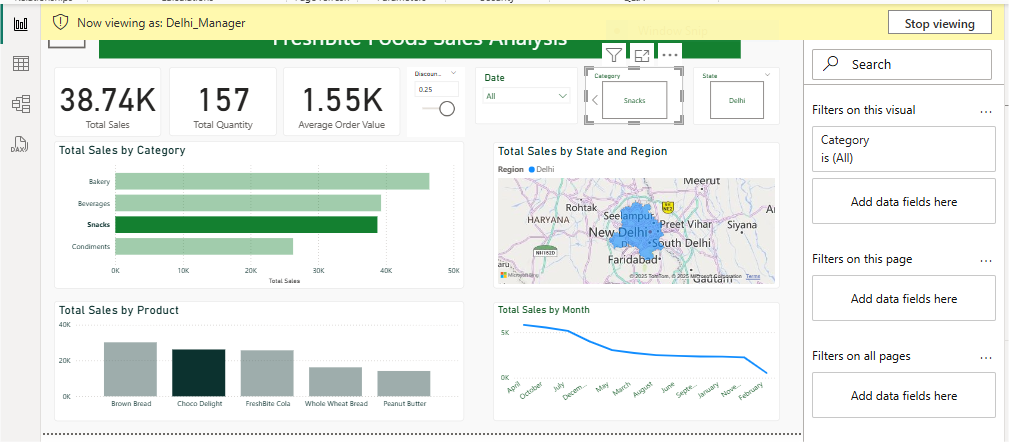 Relationships
Calculations
Page refresh
Parameters
Security
Now viewing as: Delhi_Manager
Stop viewing
FreshBite Foods Sales Analysis
38.74K
Total Sales
157
Total Quantity
1.55K
Average Order Value
Discoun...
0.25
Date
All
Category
Snacks
State
Delhi
Search
Filters on this visual
Category
is (All)
Add data fields here
Filters on this page
Add data fields here
Filters on all pages
Add data fields here
Total Sales by Category
Bakery
Beverages
Snacks
Condiments
0K 10K 20K 30K 40K 50K
Total Sales
Total Sales by State and Region
Region Delhi
Meerut
Rohtak
Seelampur
HARYANA
New Delhi
Preet Vihar
Siyana
South Delhi
Faridabad
Gautam
Microsoft Bing
© 2025 TomTom, © 2025 Microsoft Corporation Terms
Total Sales by Product
40K
20K
0K
Brown Bread
Choco Delight
FreshBite Cola
Whole Wheat Bread
Peanut Butter
Total Sales by Month
5K
0K
April
October
July
Decem...
May
March
August
June
Septe...
January
Nove...
February
DAX